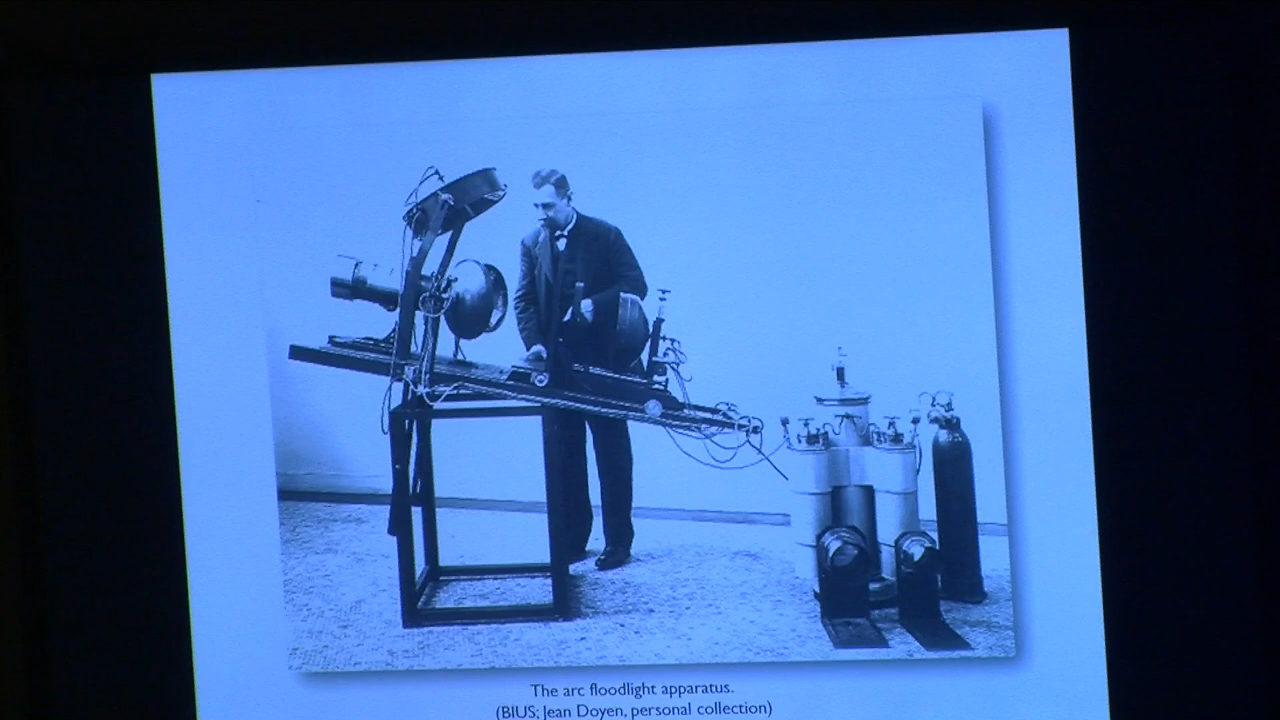 The arc floodlight apparatus.
(BIUS; Jean Doyen, personal collection)